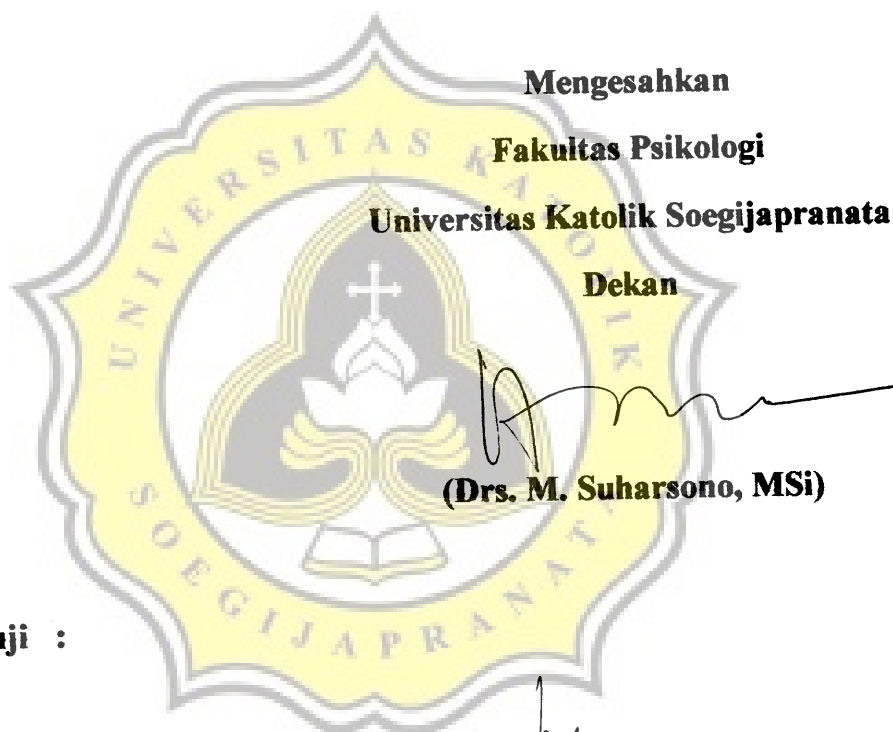 Mengesahkan
Fakultas Psikologi
Universitas Katolik Soegijapranata
Dekan
(Drs. M. Suharsono, MSi)
uji :
UNIVERSITAS KATOLIK
SOEGIJAPRANATA